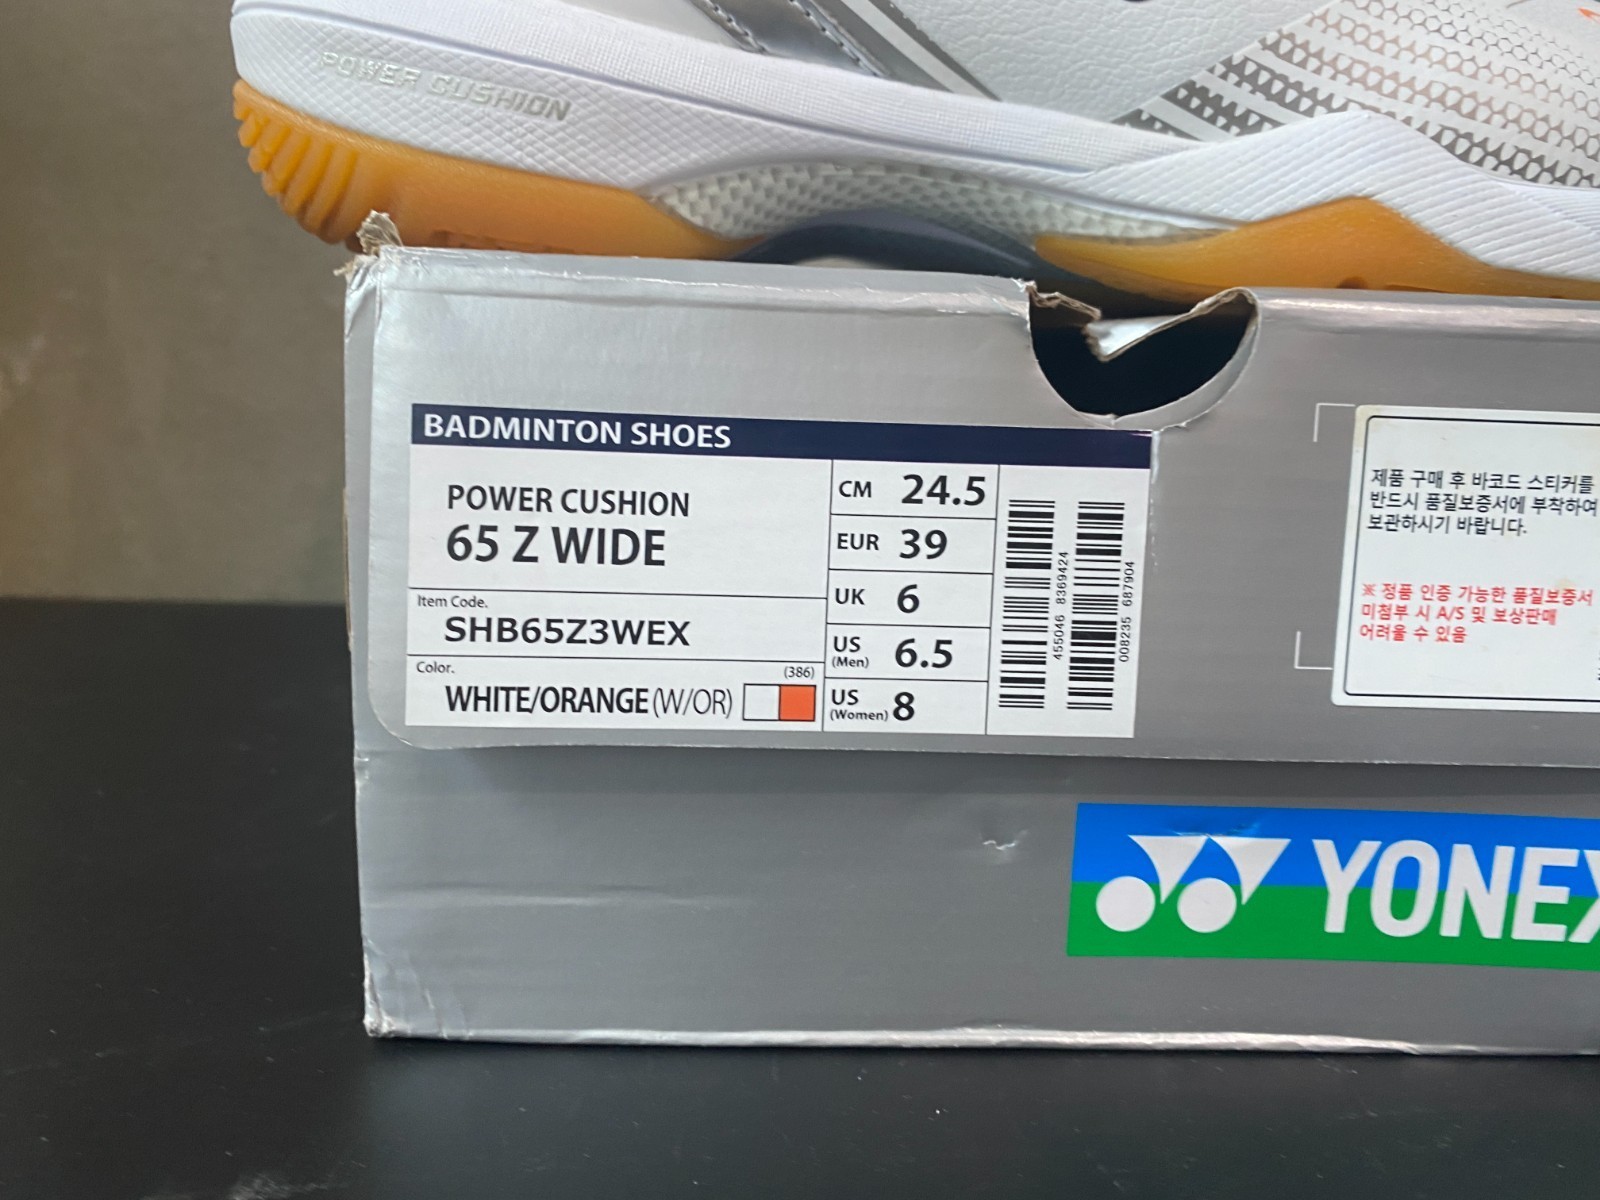 POWER CUSHION
BADMINTON SHOES
POWER CUSHION
65 Z WIDE
Item Code.
SHB65Z3WEX
Color.
(386)
WHITE/ORANGE (W/OR)
CM 24.5
EUR 39
UK 6
US (Men) 6.5
US (Women) 8
455046 8369424
008235 687904
제품 구매 후 바코드 스티커를
반드시 품질보증서에 부착하여
보관하시기 바랍니다.
※ 정품 인증 가능한 품질보증서
미첨부 시 A/S 및 보상판매
어려울 수 있음
YONEX